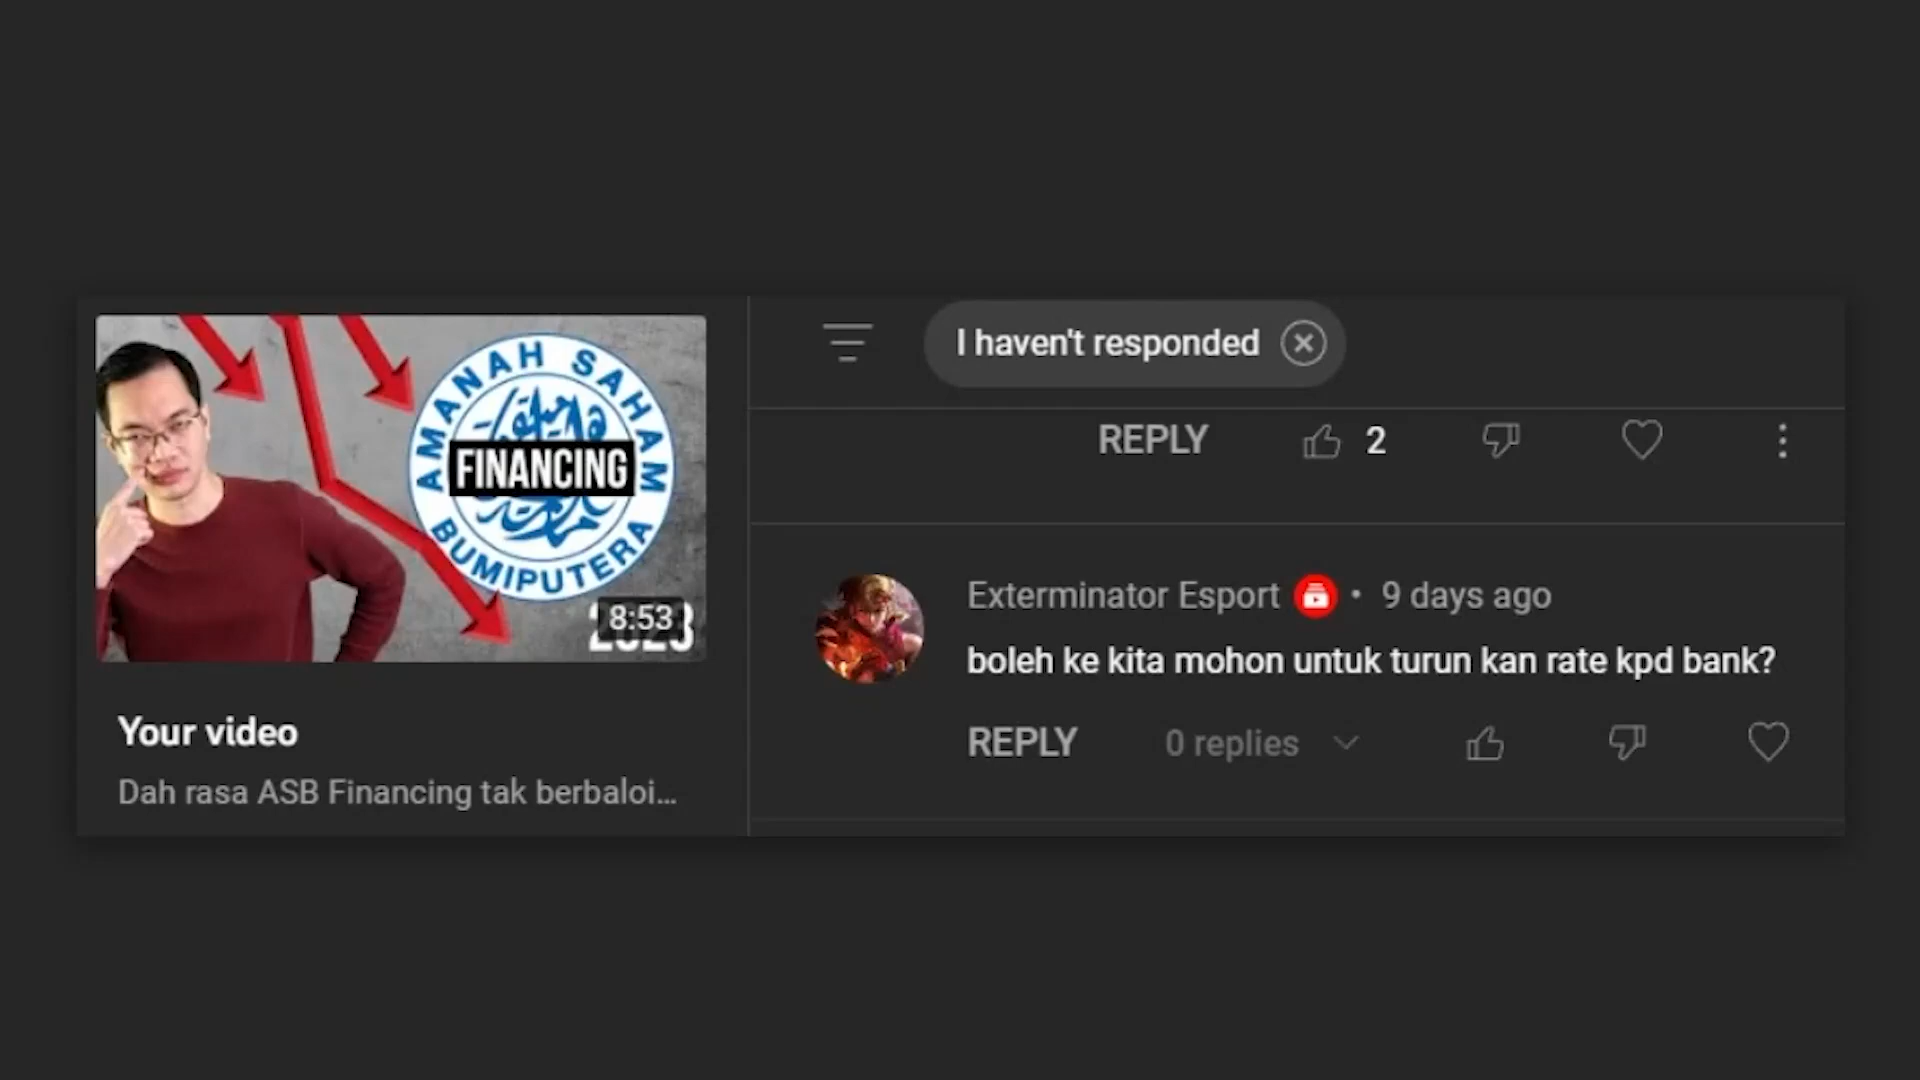 AMANAH SAHAM
FINANCING
BUMIPUTERA
8:53
Your video
Dah rasa ASB Financing tak berbaloi...
I haven't responded
REPLY 2
Exterminator Esport • 9 days ago
boleh ke kita mohon untuk turun kan rate kpd bank?
REPLY 0 replies